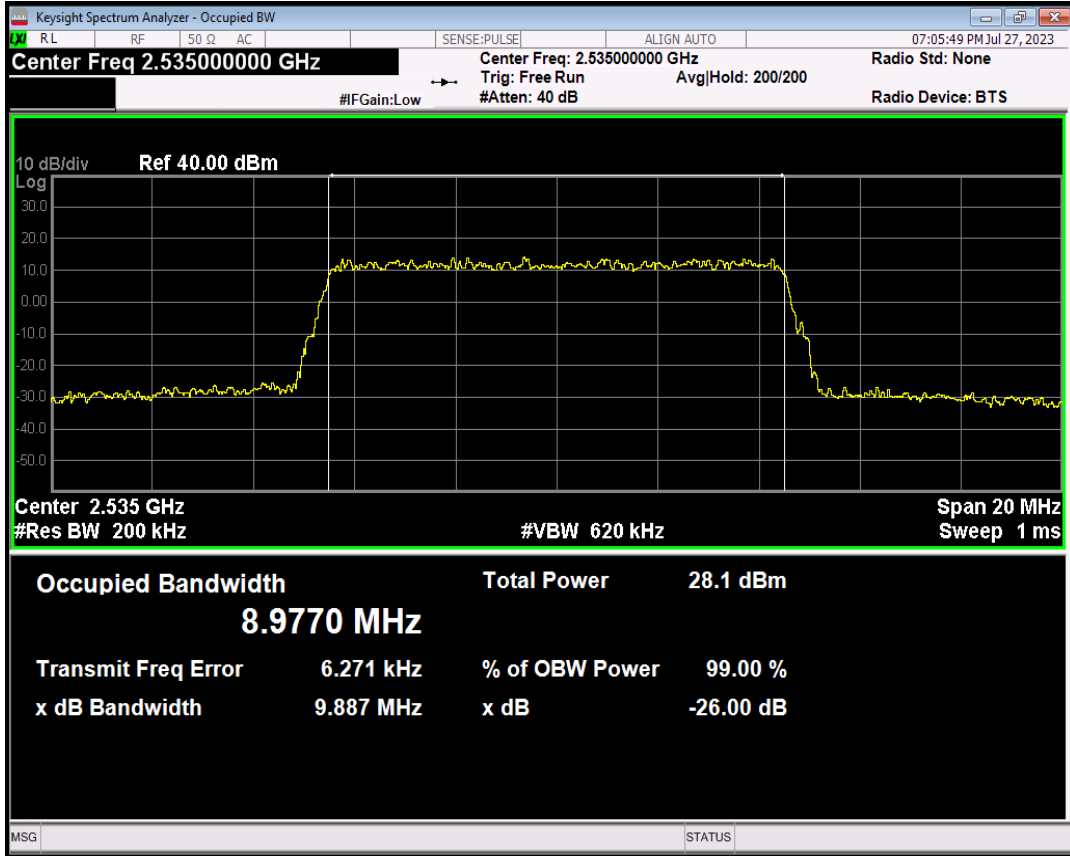 Keysight Spectrum Analyzer - Occupied BW
LXI RL RF 50 Ω AC SENSE:PULSE ALIGN AUTO 07:05:49 PM Jul 27, 2023
Center Freq 2.535000000 GHz
Center Freq: 2.535000000 GHz
Radio Std: None
Trig: Free Run Avg|Hold: 200/200
#IFGain:Low
#Atten: 40 dB
Radio Device: BTS
10 dB/div Ref 40.00 dBm
Log
30.0
20.0
10.0
0.00
-10.0
-20.0
-30.0
-40.0
-50.0
Center 2.535 GHz Span 20 MHz
#Res BW 200 kHz #VBW 620 kHz Sweep 1 ms
Occupied Bandwidth Total Power 28.1 dBm
8.9770 MHz
Transmit Freq Error 6.271 kHz % of OBW Power 99.00 %
x dB Bandwidth 9.887 MHz x dB -26.00 dB
MSG STATUS